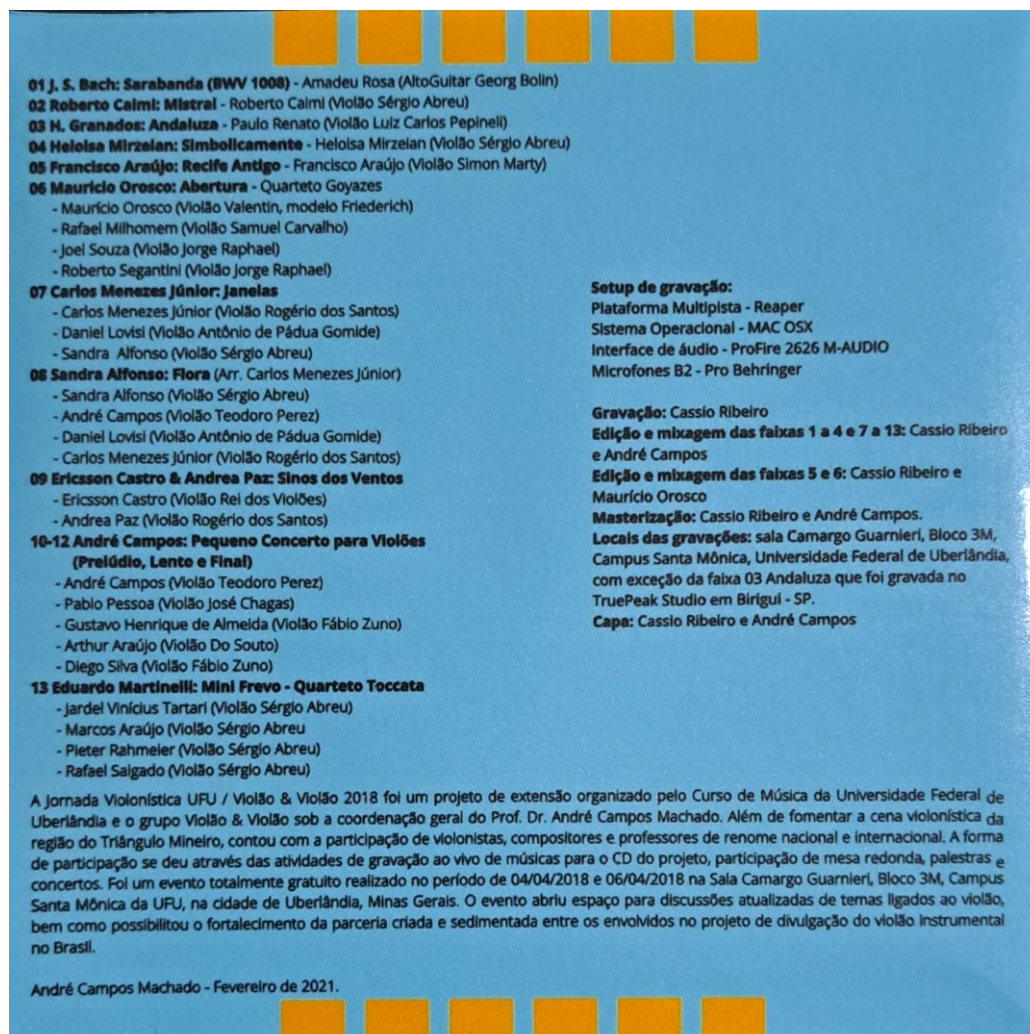 01 J. S. Bach: Sarabanda (BWV 1008) - Amadeu Rosa (AltoGuitar Georg Bolin)
02 Roberto Caimi: Mistral - Roberto Caimi (Violão Sérgio Abreu)
03 H. Granados: Andaluza - Paulo Renato (Violão Luiz Carlos Pepineli)
04 Heloisa Mirzeian: Simbolicamente - Heloisa Mirzeian (Violão Sérgio Abreu)
05 Francisco Araújo: Recife Antigo - Francisco Araújo (Violão Simon Marty)
06 Mauricio Orosco: Abertura - Quarteto Goyazes
- Maurício Orosco (Violão Valentin, modelo Friederich)
- Rafael Milhomem (Violão Samuel Carvalho)
- Joel Souza (Violão Jorge Raphael)
- Roberto Segantini (Violão Jorge Raphael)
07 Carlos Menezes Júnior: Janelas
- Carlos Menezes Júnior (Violão Rogério dos Santos)
- Daniel Lovisi (Violão Antônio de Pádua Gomide)
- Sandra Alfonso (Violão Sérgio Abreu)
08 Sandra Alfonso: Flora (Arr. Carlos Menezes Júnior)
- Sandra Alfonso (Violão Sérgio Abreu)
- André Campos (Violão Teodoro Perez)
- Daniel Lovisi (Violão Antônio de Pádua Gomide)
- Carlos Menezes Júnior (Violão Rogério dos Santos)
09 Ericsson Castro & Andrea Paz: Sinos dos Ventos
- Ericsson Castro (Violão Rei dos Violões)
- Andrea Paz (Violão Rogério dos Santos)
10-12 André Campos: Pequeno Concerto para Violões
(Prelúdio, Lento e Final)
- André Campos (Violão Teodoro Perez)
- Pablo Pessoa (Violão José Chagas)
- Gustavo Henrique de Almeida (Violão Fábio Zuno)
- Arthur Araújo (Violão Do Souto)
- Diego Silva (Violão Fábio Zuno)
13 Eduardo Martinelli: Mini Frevo - Quarteto Toccata
- Jardel Vinícius Tartari (Violão Sérgio Abreu)
- Marcos Araújo (Violão Sérgio Abreu
- Pieter Rahmeier (Violão Sérgio Abreu)
- Rafael Salgado (Violão Sérgio Abreu)
Setup de gravação:
Plataforma Multipista - Reaper
Sistema Operacional - MAC OSX
Interface de áudio - ProFire 2626 M-AUDIO
Microfones B2 - Pro Behringer
Gravação: Cassio Ribeiro
Edição e mixagem das faixas 1 a 4 e 7 a 13: Cassio Ribeiro
e André Campos
Edição e mixagem das faixas 5 e 6: Cassio Ribeiro e
Maurício Orosco
Masterização: Cassio Ribeiro e André Campos.
Locais das gravações: sala Camargo Guarnieri, Bloco 3M,
Campus Santa Mônica, Universidade Federal de Uberlândia,
com exceção da faixa 03 Andaluza que foi gravada no
TruePeak Studio em Birigui - SP.
Capa: Cassio Ribeiro e André Campos
A Jornada Violonística UFU / Violão & Violão 2018 foi um projeto de extensão organizado pelo Curso de Música da Universidade Federal de
Uberlândia e o grupo Violão & Violão sob a coordenação geral do Prof. Dr. André Campos Machado. Além de fomentar a cena violonística da
região do Triângulo Mineiro, contou com a participação de violonistas, compositores e professores de renome nacional e internacional. A forma
de participação se deu através das atividades de gravação ao vivo de músicas para o CD do projeto, participação de mesa redonda, palestras e
concertos. Foi um evento totalmente gratuito realizado no período de 04/04/2018 e 06/04/2018 na Sala Camargo Guarnieri, Bloco 3M, Campus
Santa Mônica da UFU, na cidade de Uberlândia, Minas Gerais. O evento abriu espaço para discussões atualizadas de temas ligados ao violão,
bem como possibilitou o fortalecimento da parceria criada e sedimentada entre os envolvidos no projeto de divulgação do violão instrumental
no Brasil.
André Campos Machado - Fevereiro de 2021.